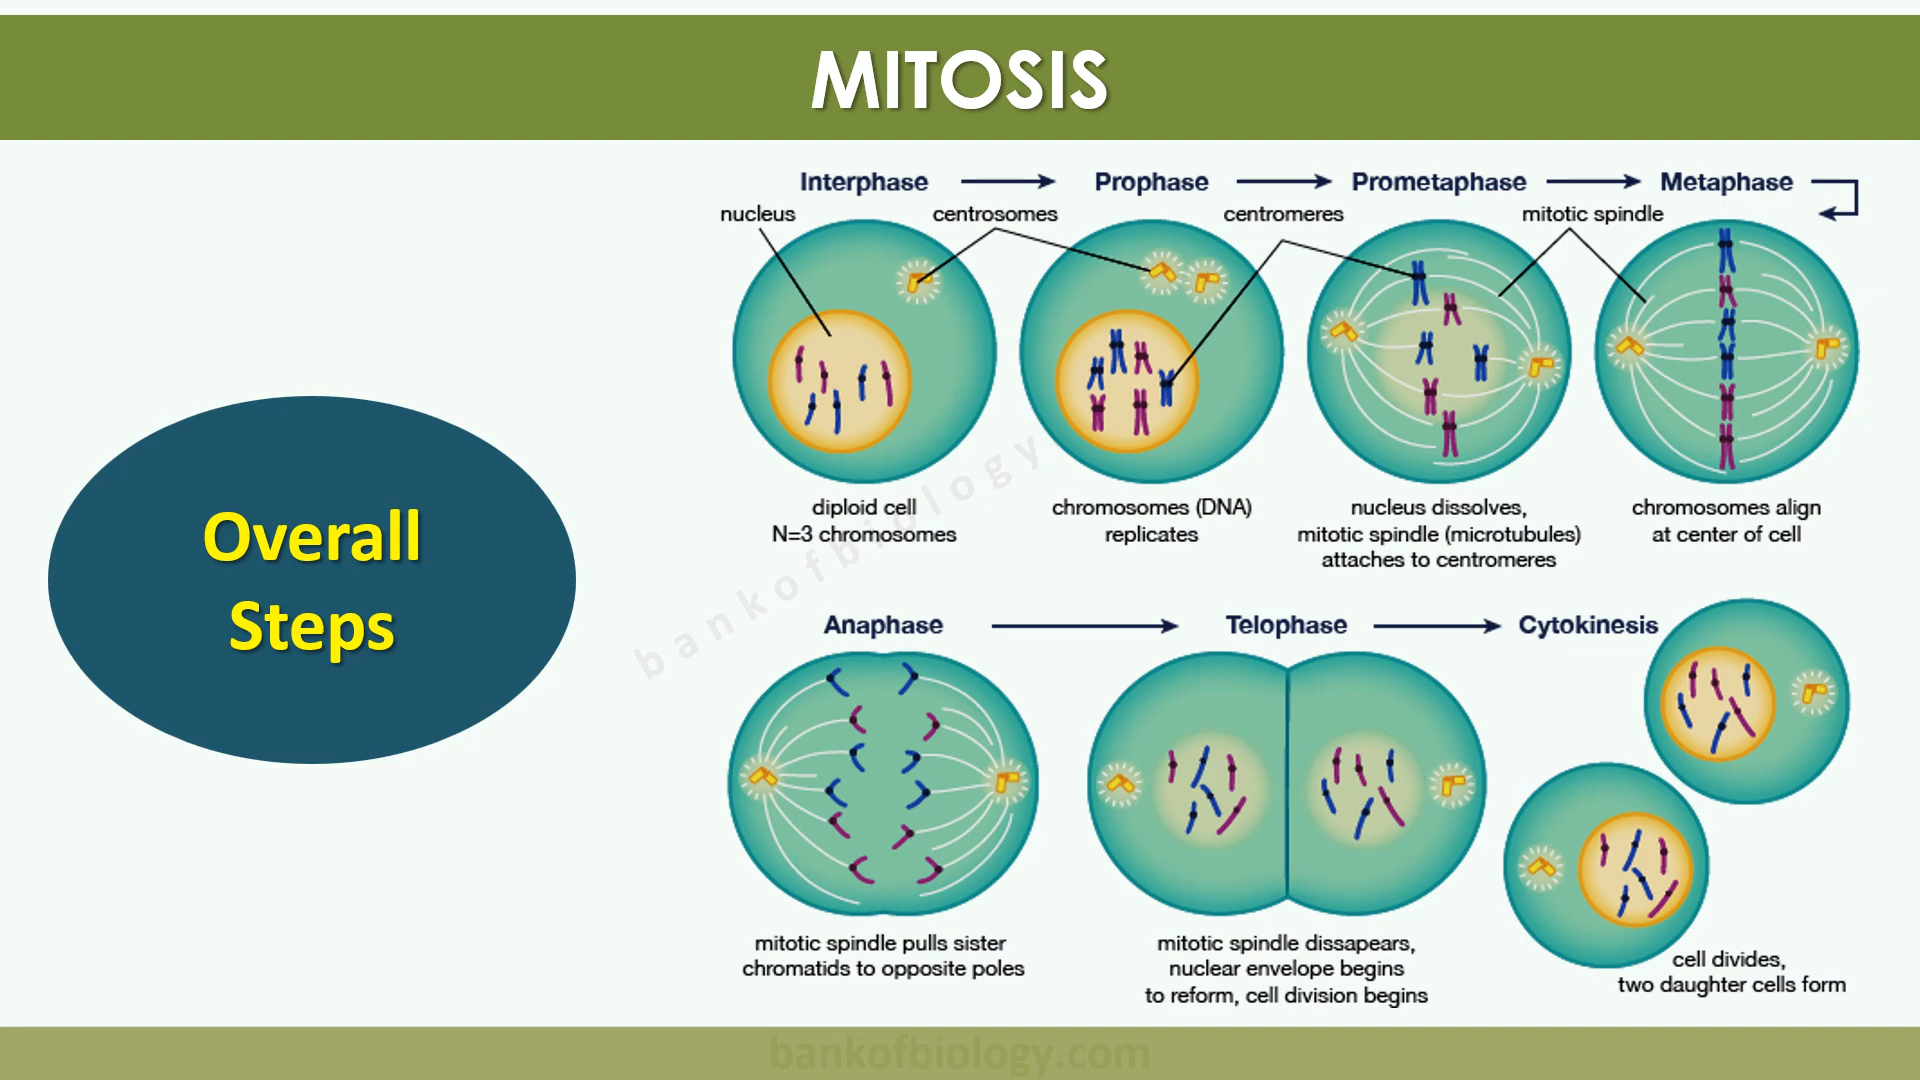 MITOSIS
Overall
Steps
Interphase
Prophase
Prometaphase
Metaphase
nucleus
centrosomes
centromeres
mitotic spindle
diploid cell
N=3 chromosomes
chromosomes (DNA)
replicates
nucleus dissolves,
mitotic spindle (microtubules)
attaches to centromeres
chromosomes align
at center of cell
bankofbiology
Anaphase
Telophase
Cytokinesis
mitotic spindle pulls sister
chromatids to opposite poles
mitotic spindle dissapears,
nuclear envelope begins
to reform, cell division begins
cell divides,
two daughter cells form
bankofbiology.com